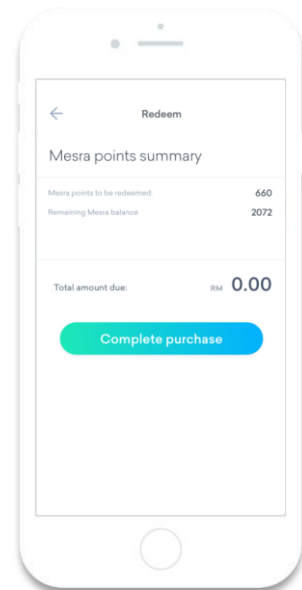 Redeem
Mesra points summary
Mesra points to be redeemed: 660
Remaining Mesra balance 2072
Total amount due: RM 0.00
Complete purchase